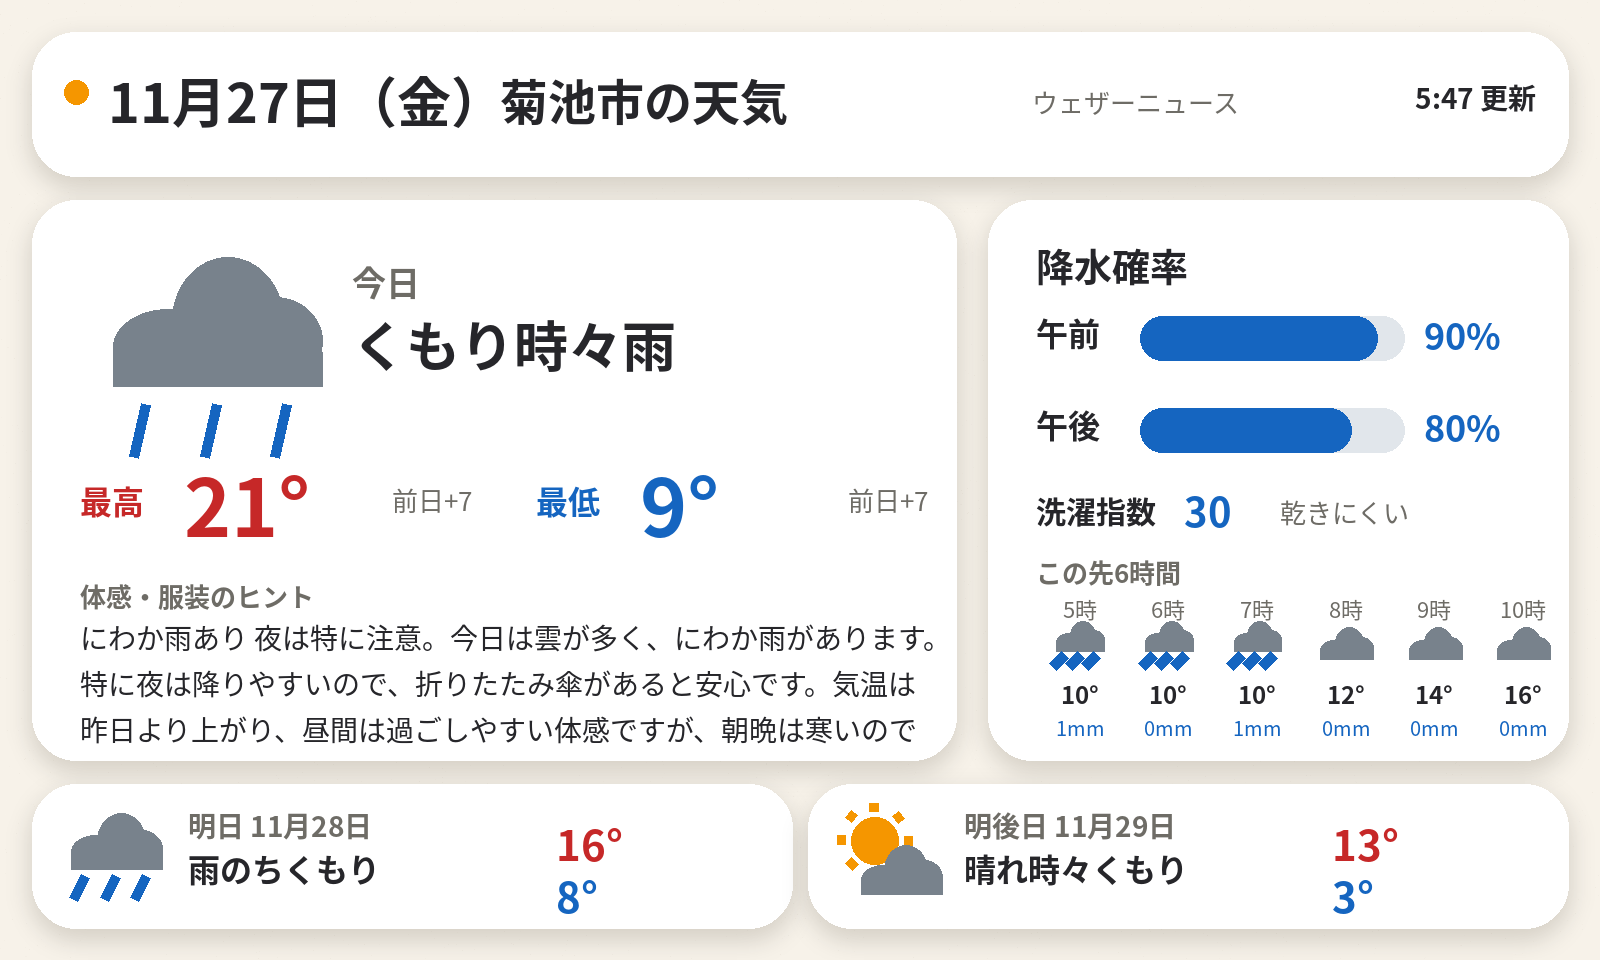 11月27日（金）菊池市の天気
ウェザーニュース
5:47 更新
今日
くもり時々雨
最高 21° 前日+7 最低 9° 前日+7
体感・服装のヒント
にわか雨あり 夜は特に注意。今日は雲が多く、にわか雨があります。
特に夜は降りやすいので、折りたたみ傘があると安心です。気温は
昨日より上がり、昼間は過ごしやすい体感ですが、朝晩は寒いので
降水確率
午前 90%
午後 80%
洗濯指数 30 乾きにくい
この先6時間
5時 6時 7時 8時 9時 10時
10° 10° 10° 12° 14° 16°
1mm 0mm 1mm 0mm 0mm 0mm
明日 11月28日
雨のちくもり
16°
8°
明後日 11月29日
晴れ時々くもり
13°
3°